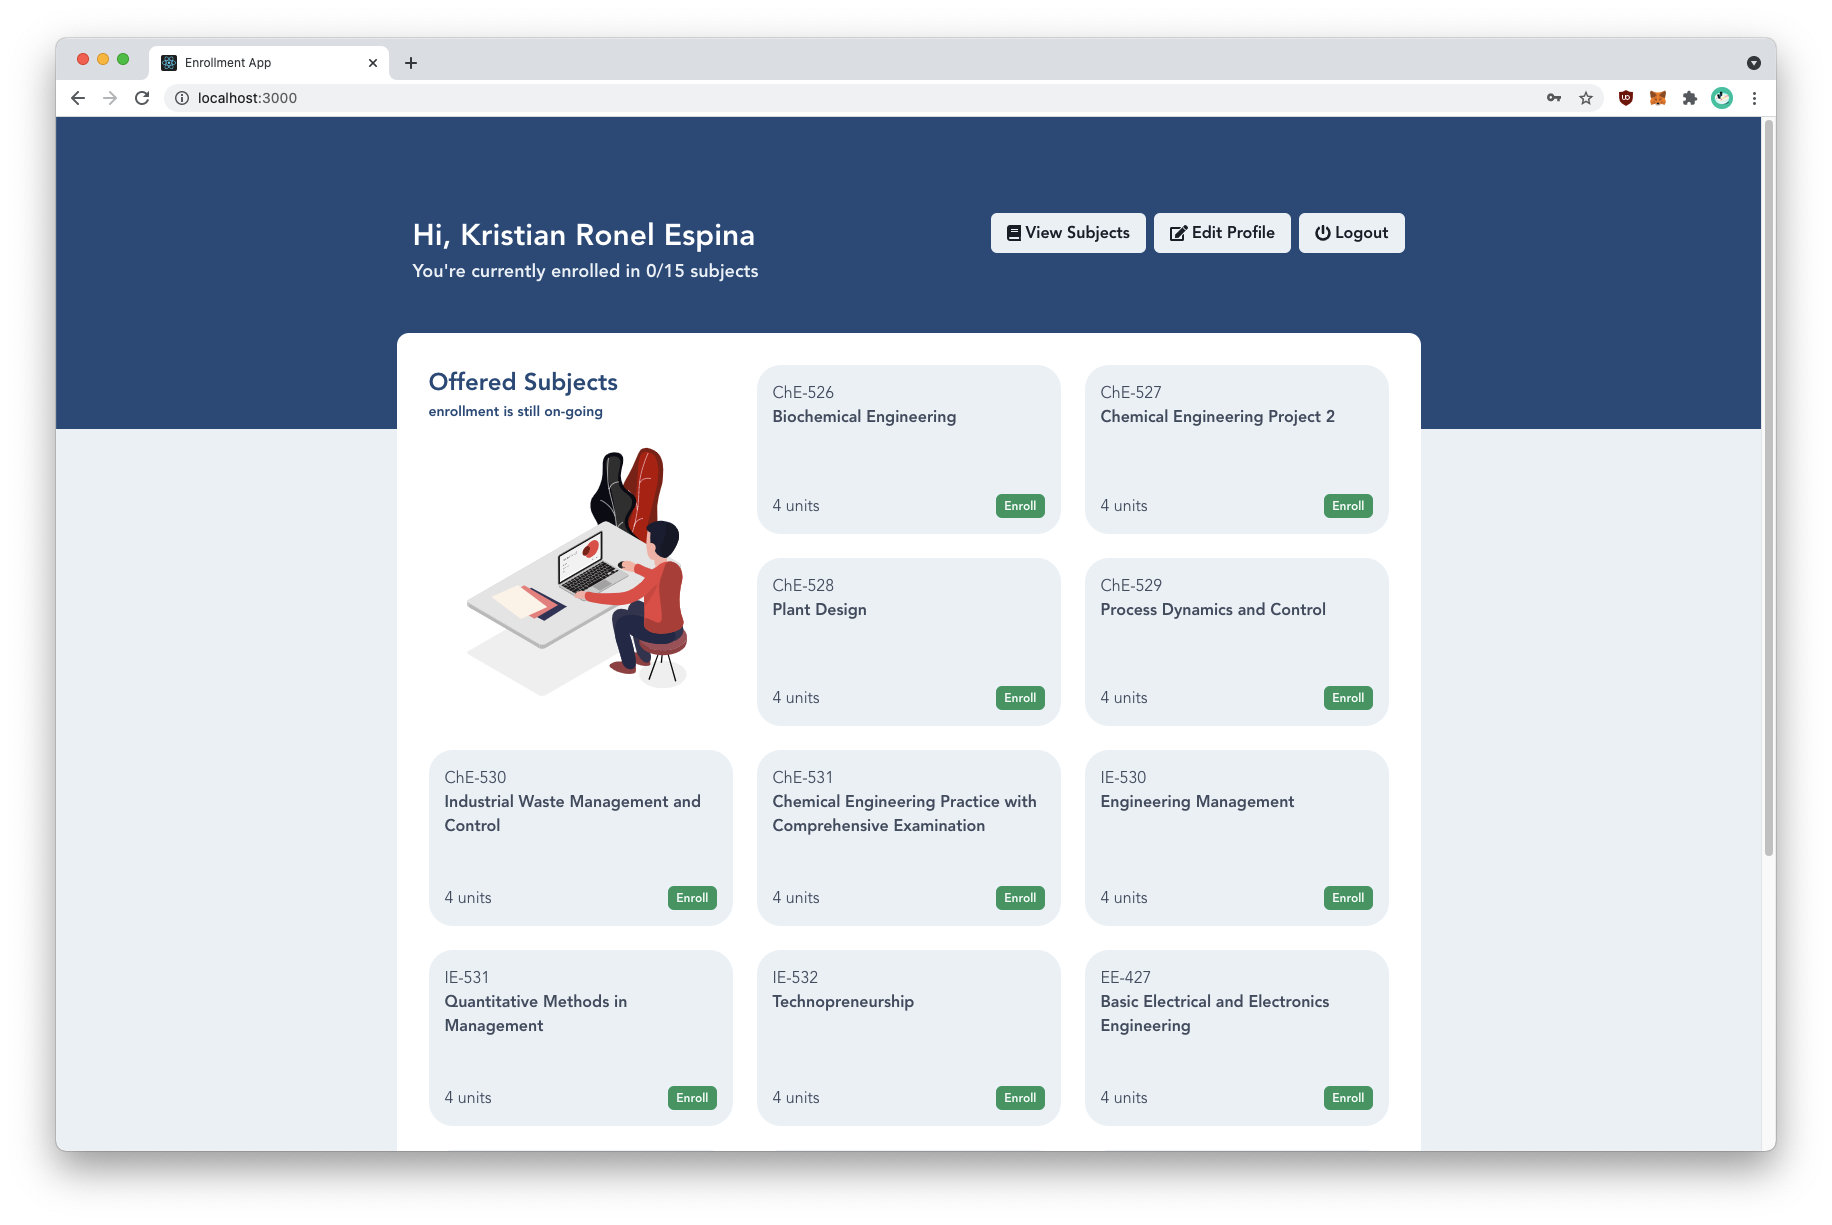 Enrollment App
localhost:3000
Hi, Kristian Ronel Espina
You're currently enrolled in 0/15 subjects
View Subjects
Edit Profile
Logout
Offered Subjects
enrollment is still on-going
ChE-526
Biochemical Engineering
4 units
Enroll
ChE-527
Chemical Engineering Project 2
4 units
Enroll
ChE-528
Plant Design
4 units
Enroll
ChE-529
Process Dynamics and Control
4 units
Enroll
ChE-530
Industrial Waste Management and
Control
4 units
Enroll
ChE-531
Chemical Engineering Practice with
Comprehensive Examination
4 units
Enroll
IE-530
Engineering Management
4 units
Enroll
IE-531
Quantitative Methods in
Management
4 units
Enroll
IE-532
Technopreneurship
4 units
Enroll
EE-427
Basic Electrical and Electronics
Engineering
4 units
Enroll